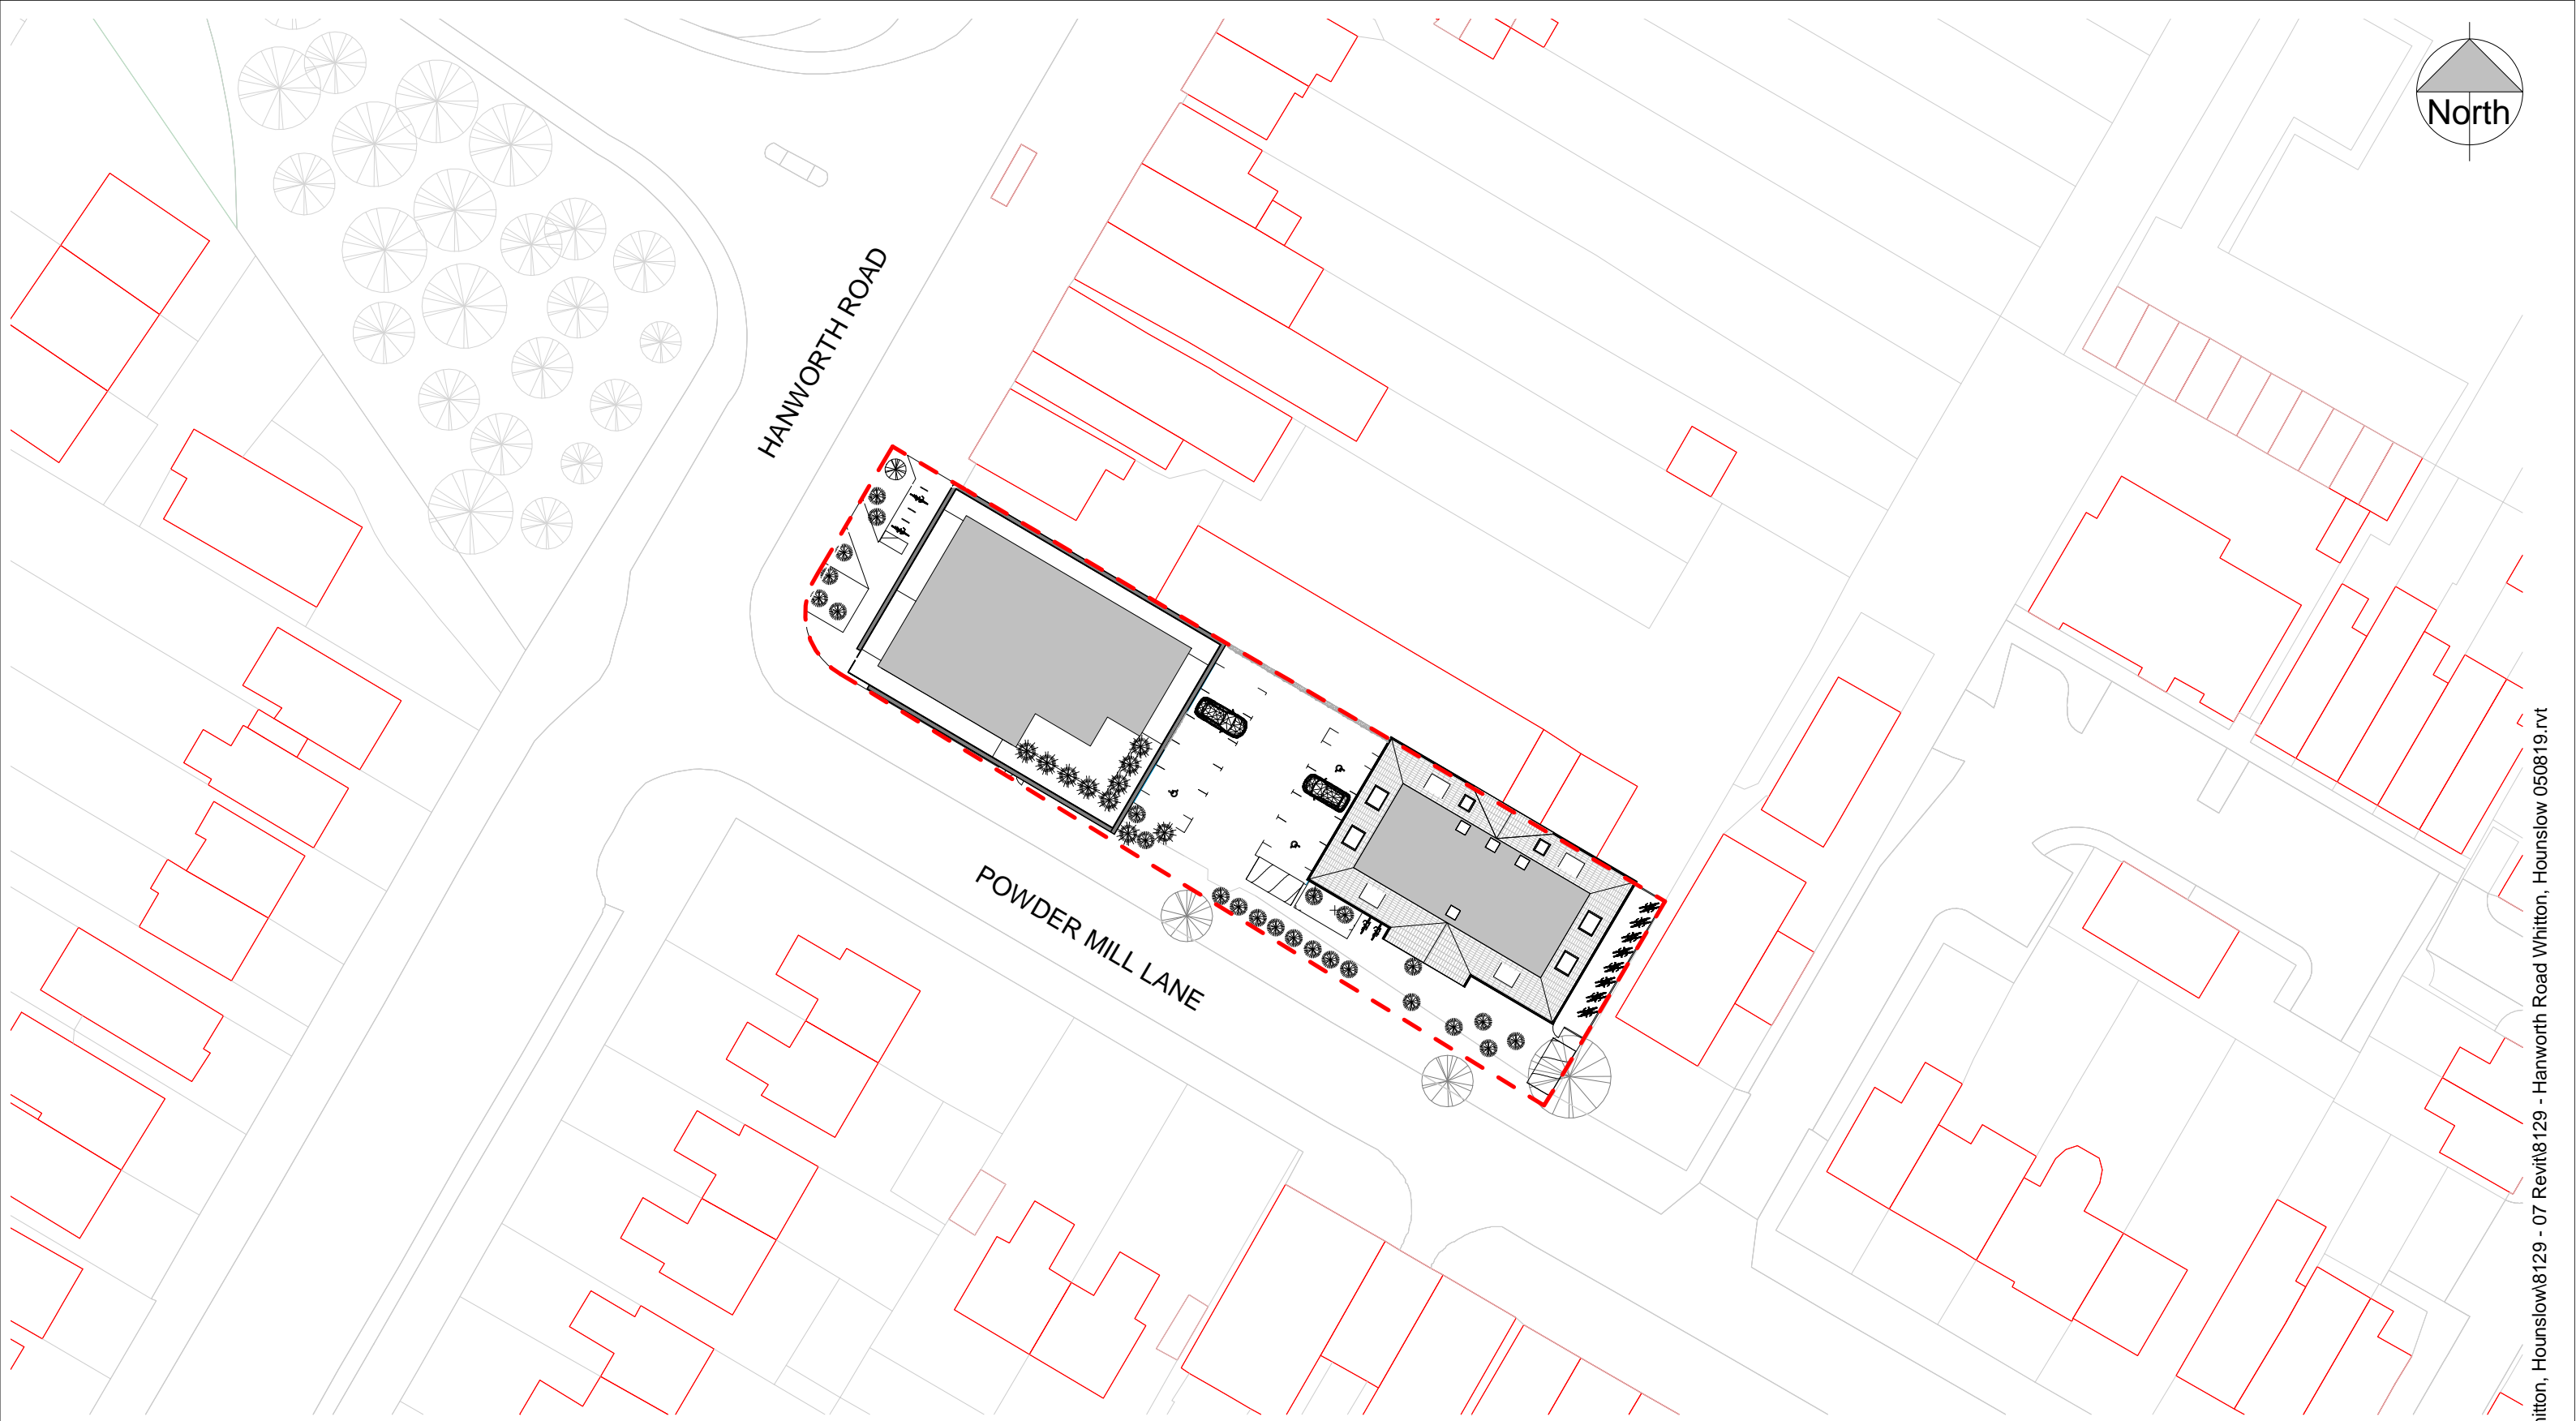 North
HANWORTH ROAD
POWDER MILL LANE
hitton, Hounslow\8129 - 07 Revit\8129 - Hanworth Road Whitton, Hounslow 050819.rvt